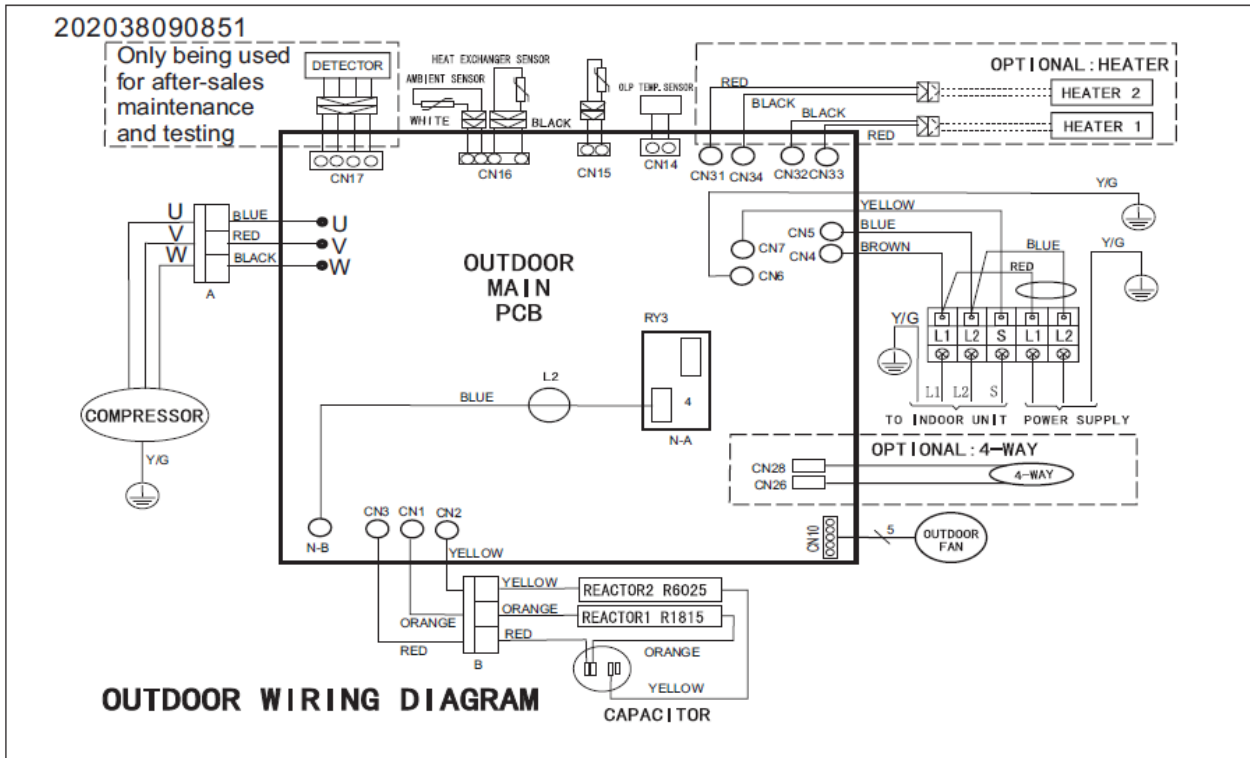 202038090851
Only being used
for after-sales
maintenance
and testing
DETECTOR
CN17
HEAT EXCHANGER SENSOR
AMBIENT SENSOR
WHITE
BLACK
CN16
CN15
OLP TEMP. SENSOR
CN14
OPTIONAL:HEATER
RED
BLACK
HEATER 2
BLACK
RED
HEATER 1
CN31
CN34
CN32
CN33
Y/G
YELLOW
CN5
BLUE
CN7
CN4
BROWN
CN6
BLUE
Y/G
RED
Y/G
L1
L2
S
L1
L2
L1
L2
S
TO INDOOR UNIT
POWER SUPPLY
U
V
W
BLUE
RED
BLACK
U
V
W
A
OUTDOOR
MAIN
PCB
RY3
L2
BLUE
4
N-A
COMPRESSOR
Y/G
OPTIONAL:4-WAY
CN28
CN26
4-WAY
CN10
5
OUTDOOR
FAN
N-B
CN3
CN1
CN2
YELLOW
YELLOW
REACTOR2 R6025
ORANGE
REACTOR1 R1815
ORANGE
RED
RED
B
ORANGE
YELLOW
CAPACITOR
OUTDOOR WIRING DIAGRAM